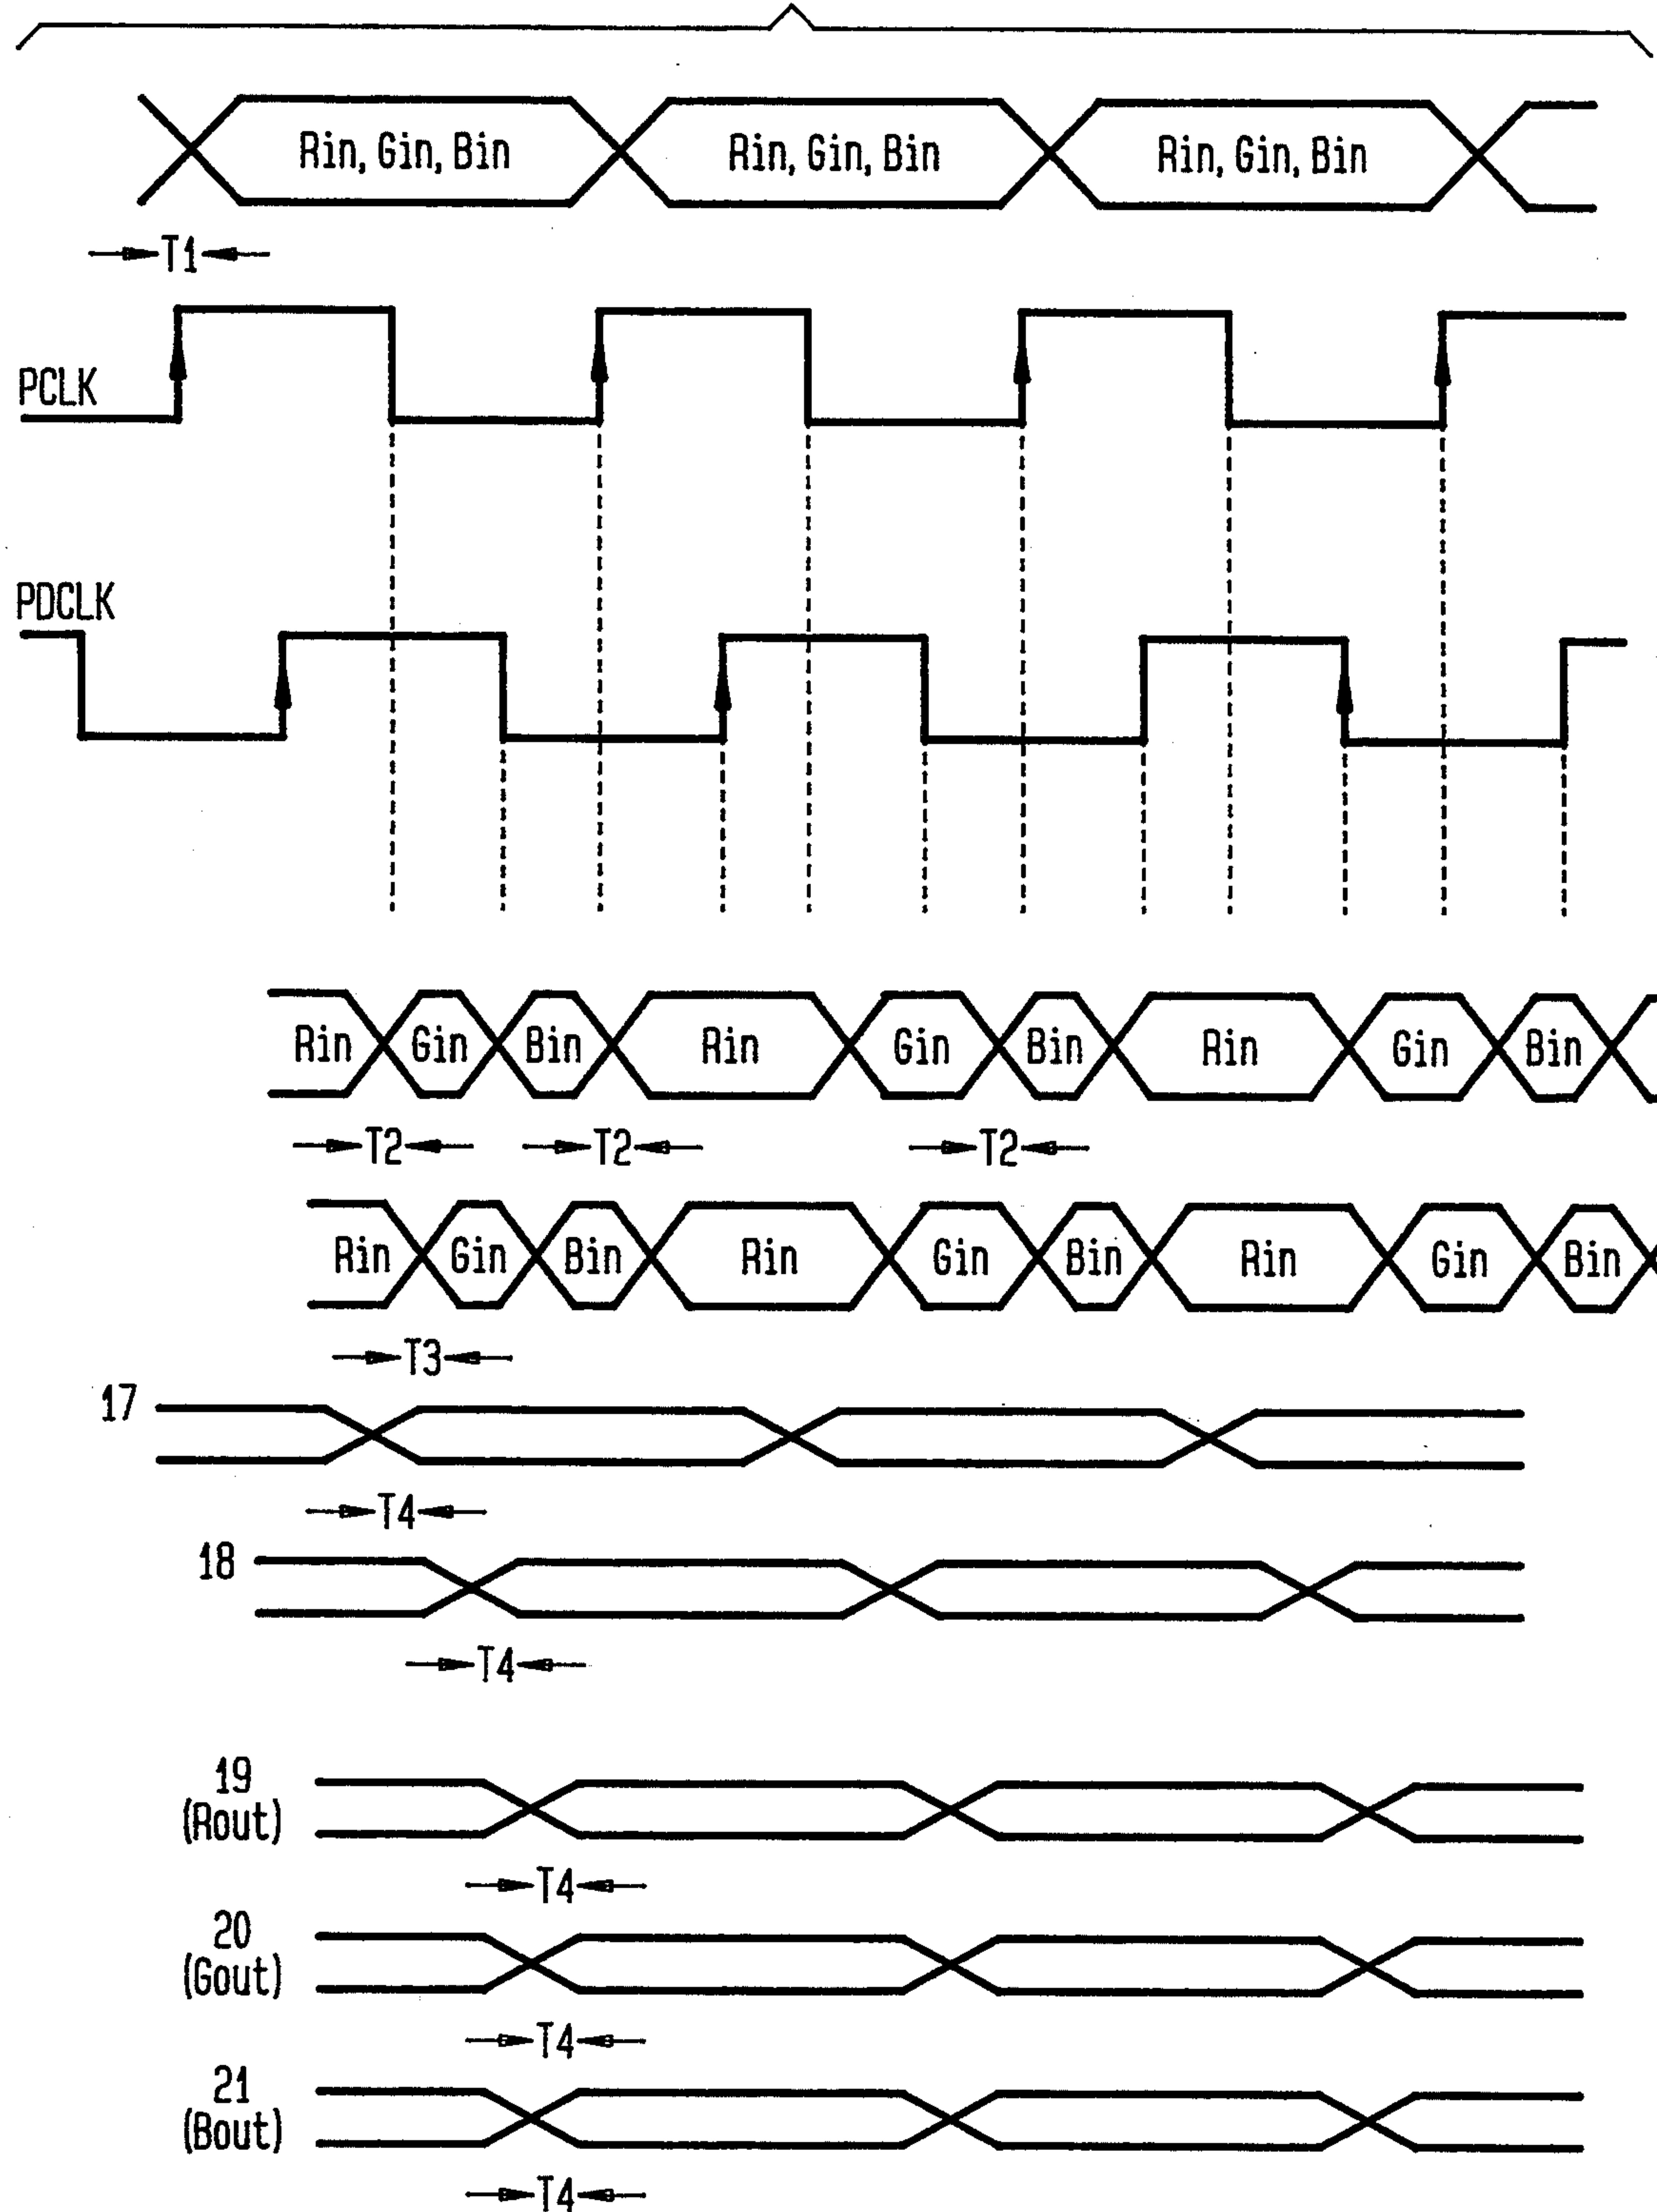 Rin, Gin, Bin Rin, Gin, Bin Rin, Gin, Bin
T1
PCLK
PDCLK
Rin Gin Bin Rin Gin Bin Rin Gin Bin
T2 T2 T2
Rin Gin Bin Rin Gin Bin Rin Gin Bin
T3
17
T4
18
T4
19
(Rout)
T4
20
(Gout)
T4
21
(Bout)
T4